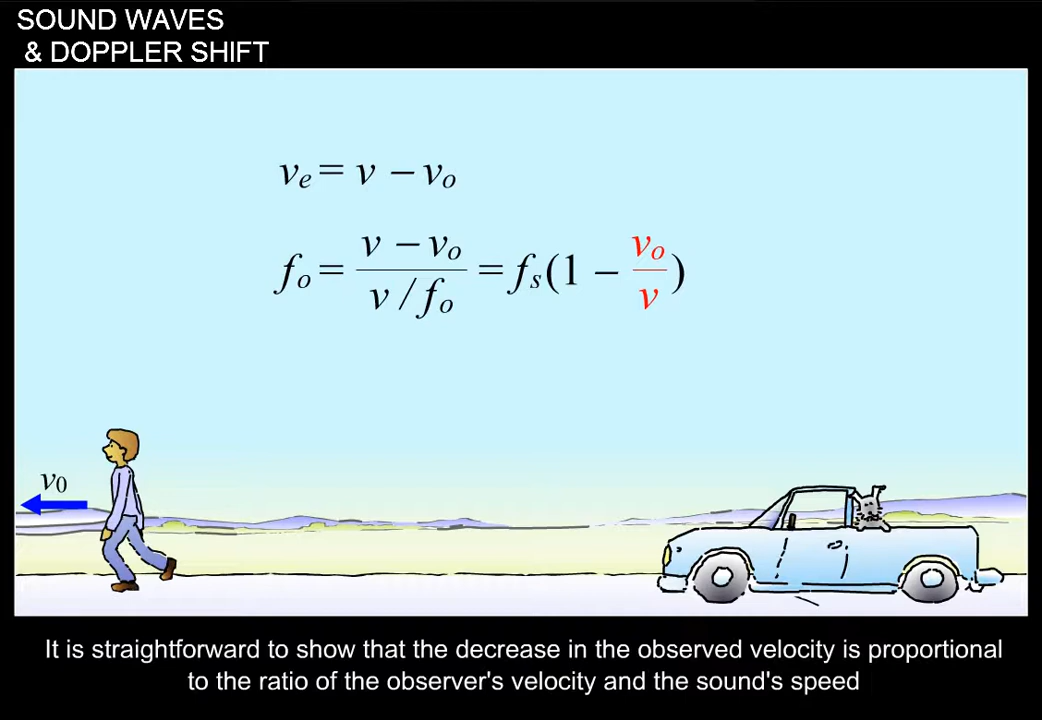 SOUND WAVES
& DOPPLER SHIFT
vₑ = v − vₒ
fₒ = (v − vₒ) / (v / fₒ) = fₛ(1 − vₒ/v)
v₀
It is straightforward to show that the decrease in the observed velocity is proportional
to the ratio of the observer's velocity and the sound's speed